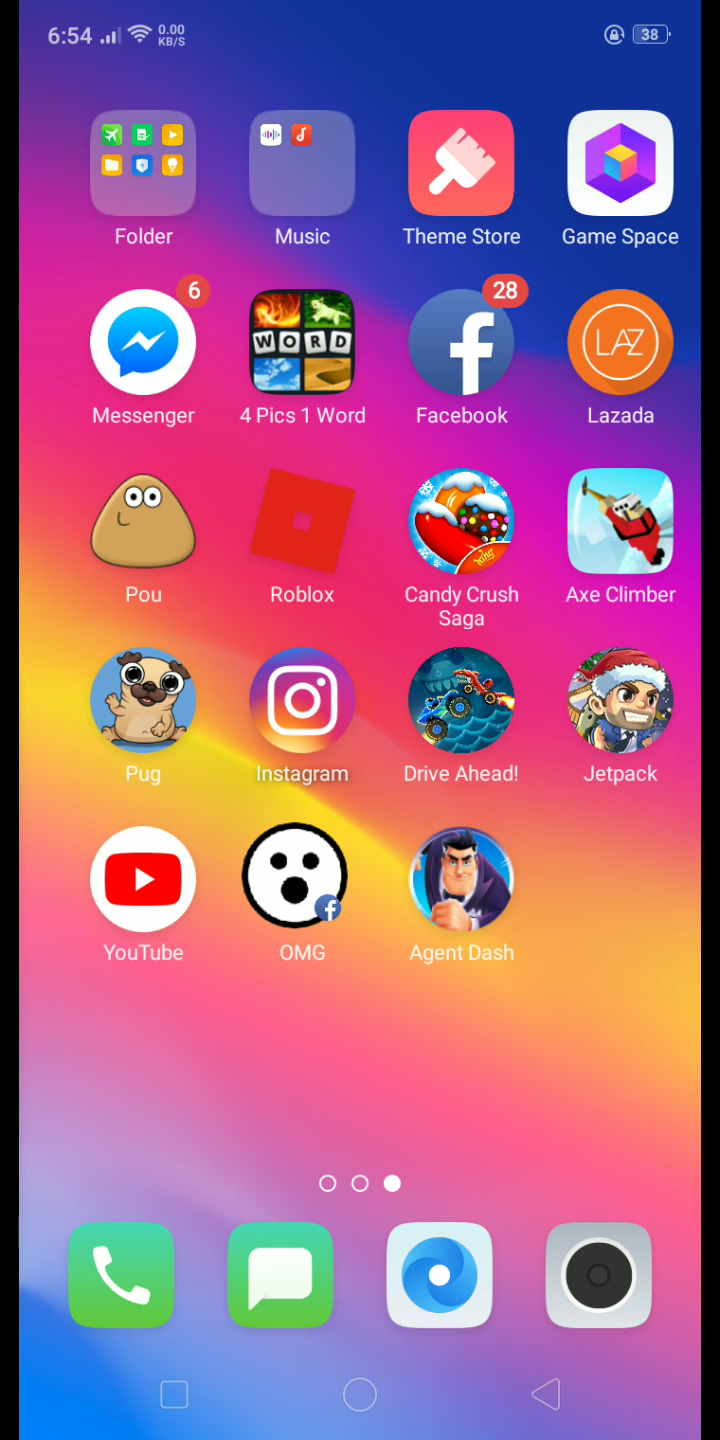 6:54 0.00 38
KB/S
Folder Music Theme Store Game Space
6 28
W O R D LAZ
Messenger 4 Pics 1 Word Facebook Lazada
king
Pou Roblox Candy Crush Axe Climber
Saga
Pug Instagram Drive Ahead! Jetpack
YouTube OMG Agent Dash